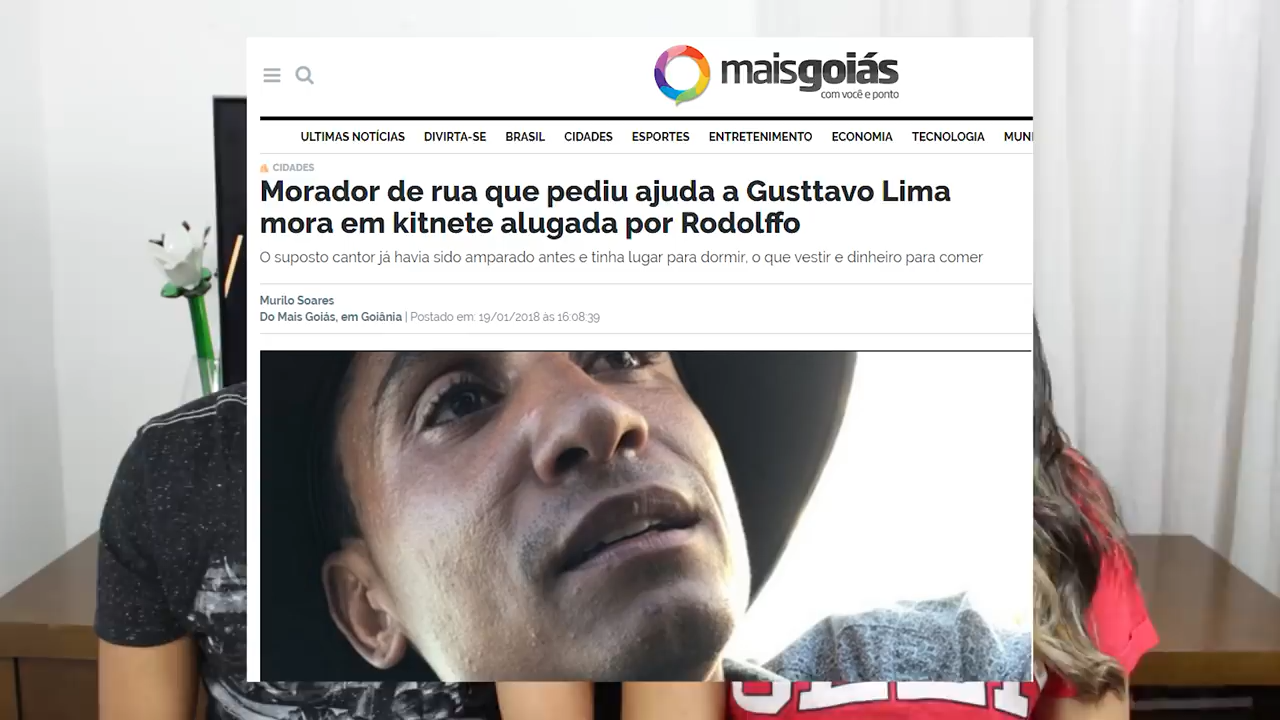 maisgoiás
com você e ponto
ULTIMAS NOTÍCIAS DIVIRTA-SE BRASIL CIDADES ESPORTES ENTRETENIMENTO ECONOMIA TECNOLOGIA
CIDADES
Morador de rua que pediu ajuda a Gusttavo Lima
mora em kitnete alugada por Rodolffo
O suposto cantor já havia sido amparado antes e tinha lugar para dormir, o que vestir e dinheiro para comer
Murilo Soares
Do Mais Goiás, em Goiânia | Postado em: 19/01/2018 às 16:08:39